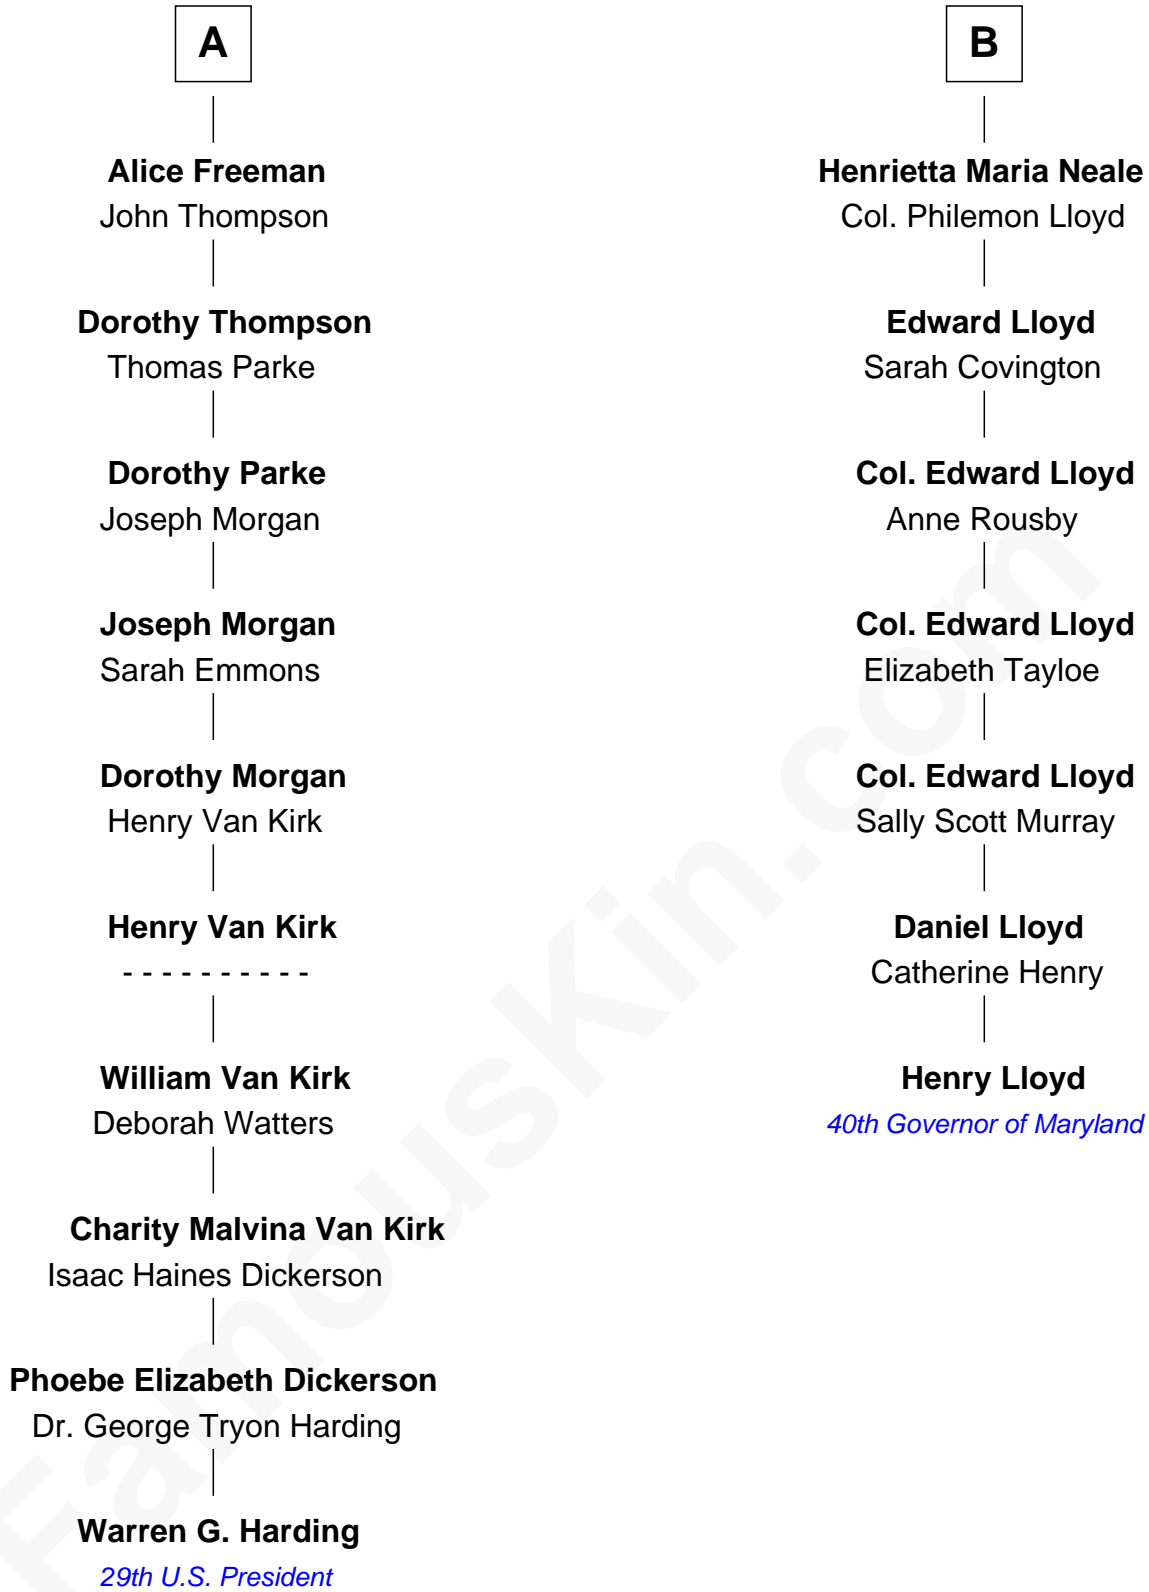 A
Alice Freeman
John Thompson
Dorothy Thompson
Thomas Parke
Dorothy Parke
Joseph Morgan
Joseph Morgan
Sarah Emmons
Dorothy Morgan
Henry Van Kirk
Henry Van Kirk
- - - - - - - - - -
William Van Kirk
Deborah Watters
Charity Malvina Van Kirk
Isaac Haines Dickerson
Phoebe Elizabeth Dickerson
Dr. George Tryon Harding
Warren G. Harding
29th U.S. President
B
Henrietta Maria Neale
Col. Philemon Lloyd
Edward Lloyd
Sarah Covington
Col. Edward Lloyd
Anne Rousby
Col. Edward Lloyd
Elizabeth Tayloe
Col. Edward Lloyd
Sally Scott Murray
Daniel Lloyd
Catherine Henry
Henry Lloyd
40th Governor of Maryland
FamousKin.com